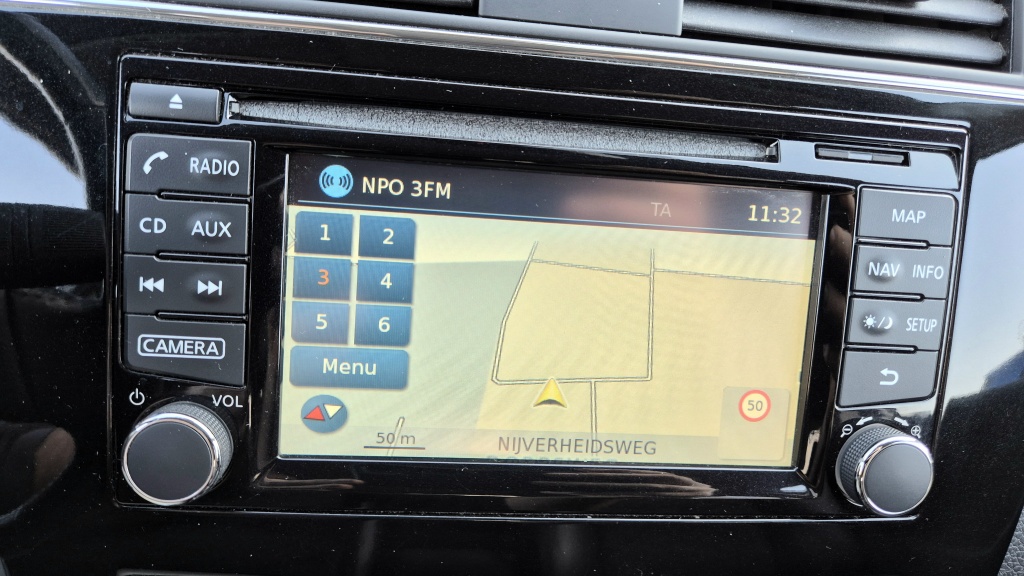 RADIO
CD AUX
CAMERA
VOL
NPO 3FM
TA
11:32
1 2
3 4
5 6
Menu
50 m
NIJVERHEIDSWEG
50
MAP
NAV INFO
SETUP